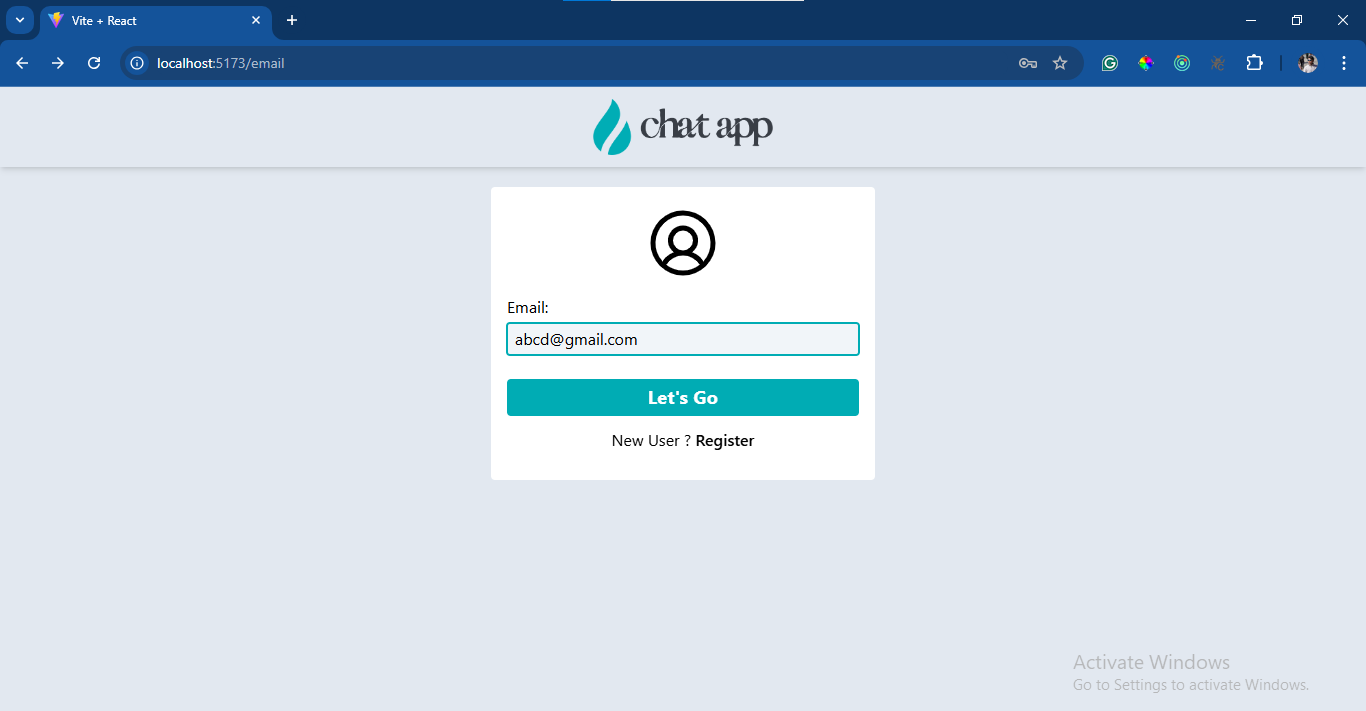 Vite + React
localhost:5173/email
chat app
Email:
abcd@gmail.com
Let's Go
New User ? Register
Activate Windows
Go to Settings to activate Windows.